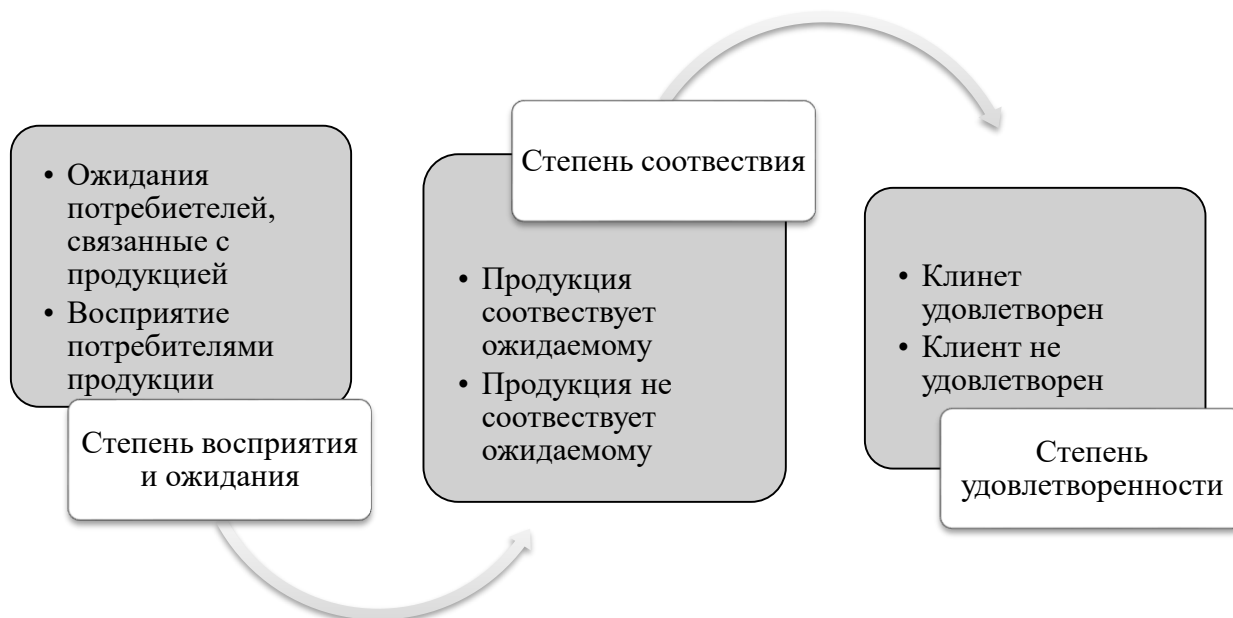 • Ожидания
потребиетелей,
связанные с
продукцией
• Восприятие
потребителями
продукции
Степень восприятия
и ожидания
Степень соотвествия
• Продукция
соотвествует
ожидаемому
• Продукция не
соотвествует
ожидаемому
• Клинет
удовлетворен
• Клиент не
удовлетворен
Степень
удовлетворенности